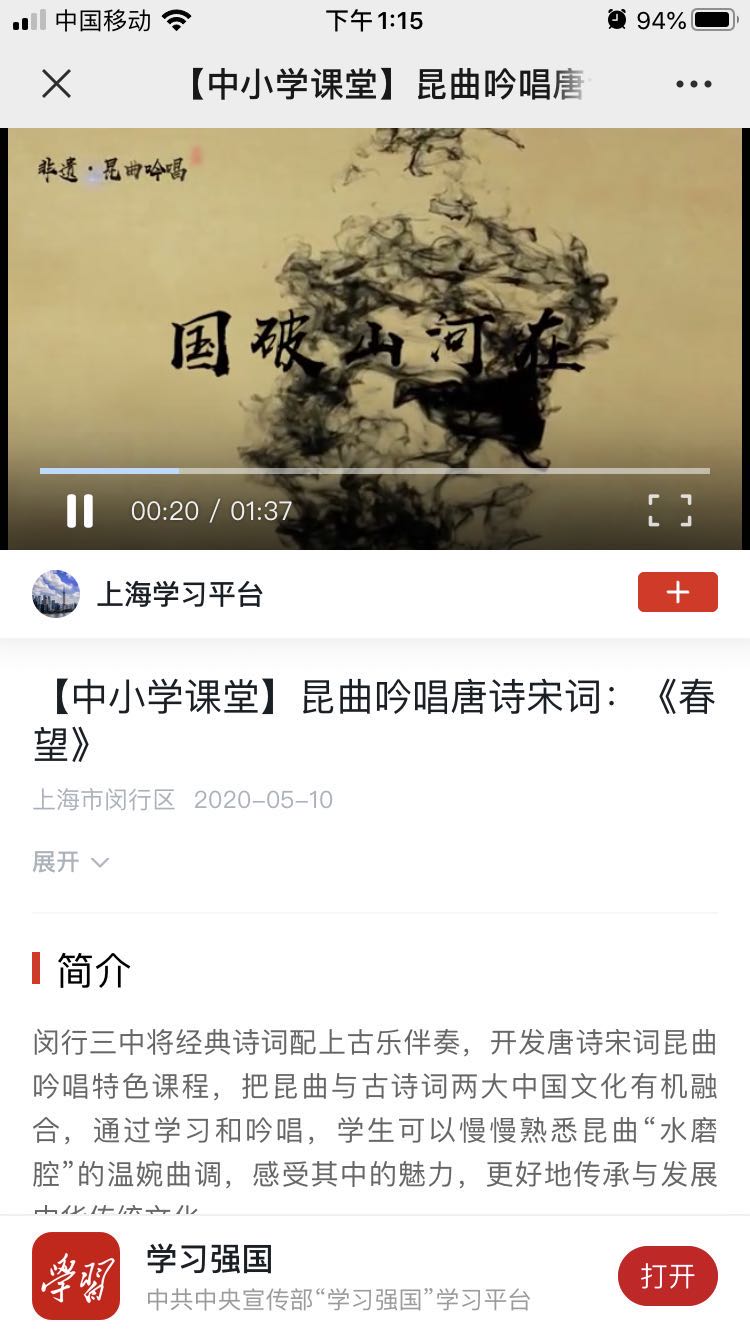 中国移动 下午1:15 94%
【中小学课堂】昆曲吟唱唐
非遗·昆曲吟唱
国破山河在
00:20 / 01:37
上海学习平台
【中小学课堂】昆曲吟唱唐诗宋词：《春
望》
上海市闵行区 2020-05-10
展开
简介
闵行三中将经典诗词配上古乐伴奏，开发唐诗宋词昆曲
吟唱特色课程，把昆曲与古诗词两大中国文化有机融
合，通过学习和吟唱，学生可以慢慢熟悉昆曲“水磨
腔”的温婉曲调，感受其中的魅力，更好地传承与发展
中华传统文化
學習
学习强国
打开
中共中央宣传部“学习强国”学习平台